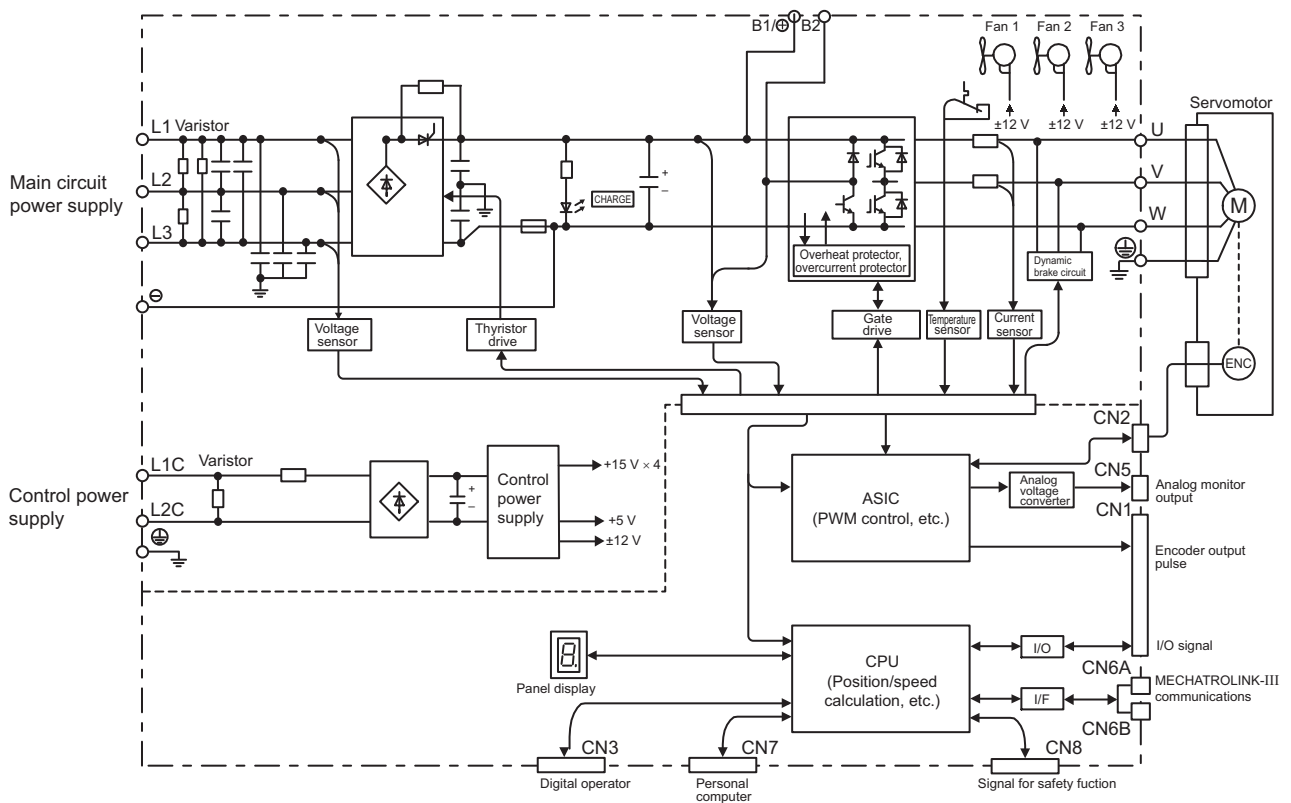 B1/⊕ B2
Fan 1 Fan 2 Fan 3
±12 V ±12 V ±12 V
Servomotor
Main circuit
power supply
L1 Varistor
L2
L3
⊖
+
–
CHARGE
Overheat protector,
overcurrent protector
U
V
W
M
Dynamic
brake circuit
Voltage
sensor
Thyristor
drive
Voltage
sensor
Gate
drive
Temperature
sensor
Current
sensor
ENC
Control power
supply
L1C Varistor
L2C
+
–
Control
power
supply
+15 V × 4
+5 V
±12 V
ASIC
(PWM control, etc.)
Analog
voltage
converter
CN2
CN5
Analog monitor
output
CN1
Encoder output
pulse
I/O signal
8.
Panel display
CPU
(Position/speed
calculation, etc.)
I/O
I/F
CN6A
MECHATROLINK-III
communications
CN6B
CN3
Digital operator
CN7
Personal
computer
CN8
Signal for safety fuction